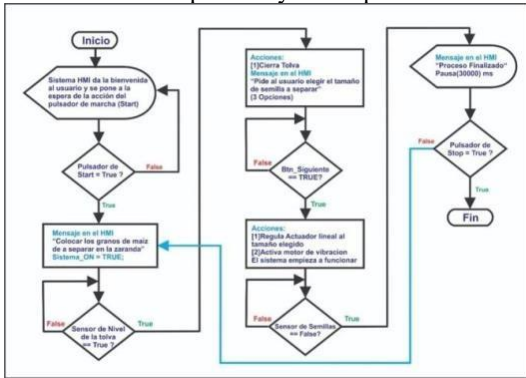 Inicio
Sistema HMI da la bienvenida
al usuario y se pone a la
espera de la acción del
pulsador de marcha (Start)
False
Pulsador de
Start = True ?
True
Mensaje en el HMI
"Colocar los granos de maíz
de a separar en la zaranda"
Sistema_ON = TRUE;
False
True
Sensor de Nivel
de la tolva
== True ?
Acciones:
[1]Cierra Tolva
Mensaje en el HMI
"Pide al usuario elegir el tamaño
de semilla a separar"
(3 Opciones)
False
Btn_Siguiente
== TRUE?
True
Acciones:
[1]Regula Actuador lineal al
tamaño elegido
[2]Activa motor de vibracion
El sistema empieza a funcionar
False
True
Sensor de Semillas
== False?
Mensaje en el HMI
"Proceso Finalizado"
Pausa(30000) ms
False
Pulsador de
Stop = True ?
True
Fin